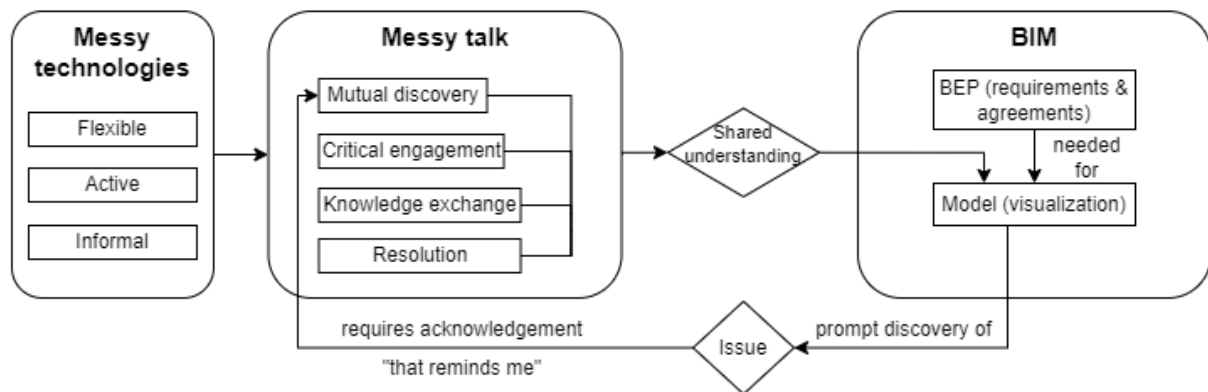 Messy
technologies
Flexible
Active
Informal
Messy talk
Mutual discovery
Critical engagement
Knowledge exchange
Resolution
Shared
understanding
BIM
BEP (requirements &
agreements)
needed
for
Model (visualization)
prompt discovery of
Issue
requires acknowledgement
"that reminds me"